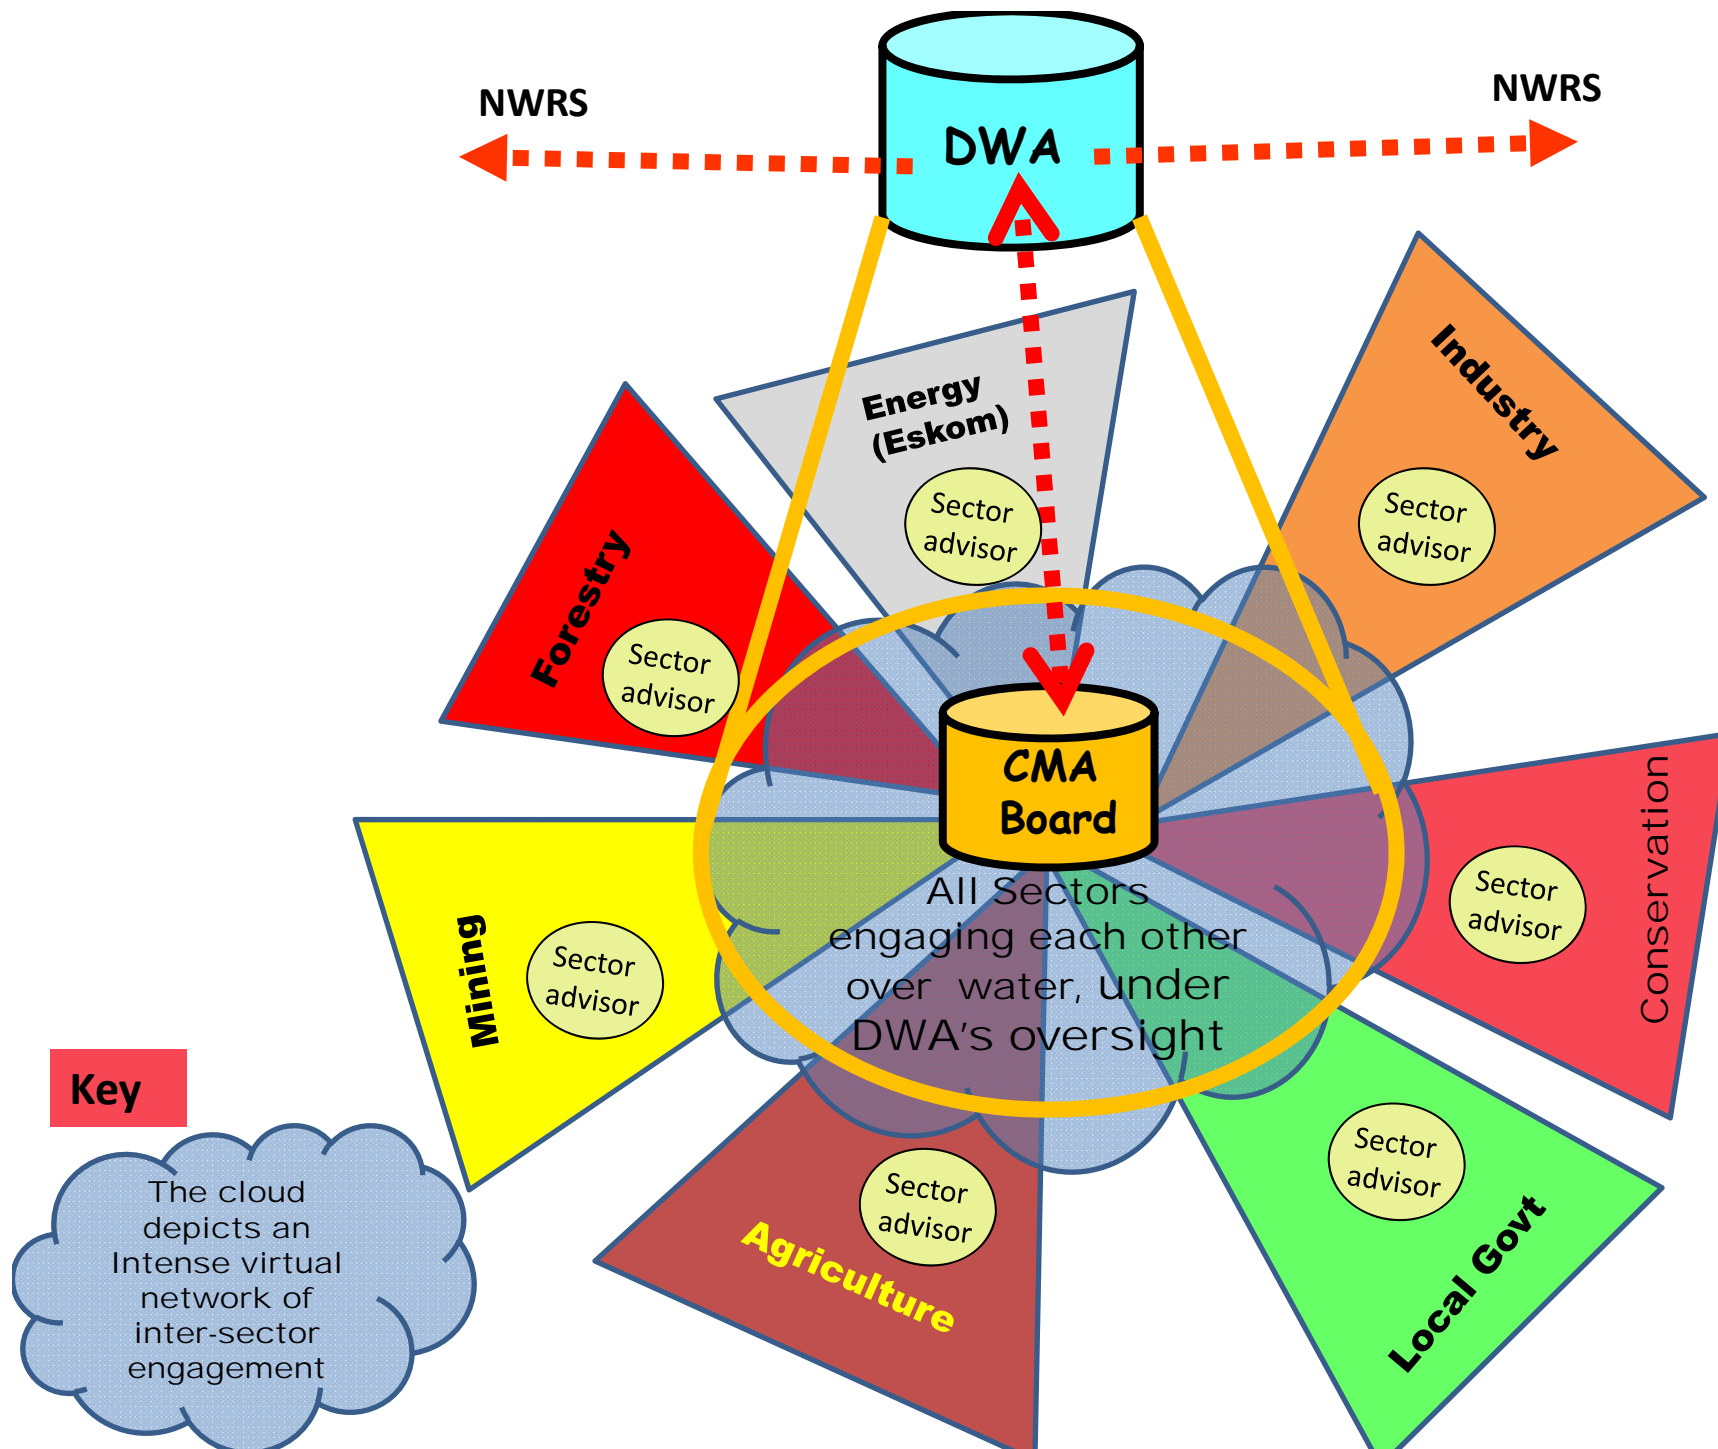 NWRS
NWRS
DWA
Industry
Energy
(Eskom)
Sector
advisor
Sector
advisor
Forestry
Sector
advisor
CMA
Board
Conservation
Sector
advisor
All Sectors
engaging each other
over water, under
DWA's oversight
Mining
Sector
advisor
Key
Sector
advisor
Sector
advisor
Agriculture
Local Govt
The cloud
depicts an
Intense virtual
network of
inter-sector
engagement